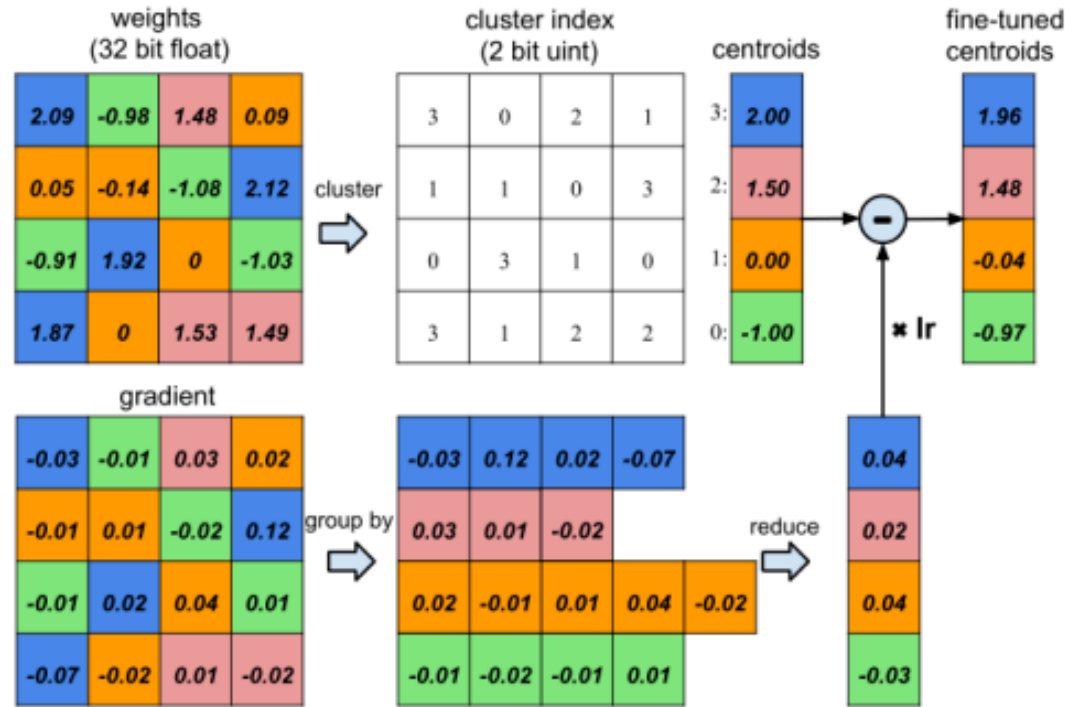 weights
(32 bit float)
cluster index
(2 bit uint)
centroids
fine-tuned
centroids
2.09 -0.98 1.48 0.09
0.05 -0.14 -1.08 2.12
-0.91 1.92 0 -1.03
1.87 0 1.53 1.49
cluster
3 0 2 1
1 1 0 3
0 3 1 0
3 1 2 2
3: 2.00
2: 1.50
1: 0.00
0: -1.00
-
× lr
1.96
1.48
-0.04
-0.97
gradient
-0.03 -0.01 0.03 0.02
-0.01 0.01 -0.02 0.12
-0.01 0.02 0.04 0.01
-0.07 -0.02 0.01 -0.02
group by
-0.03 0.12 0.02 -0.07
0.03 0.01 -0.02
0.02 -0.01 0.01 0.04 -0.02
-0.01 -0.02 -0.01 0.01
reduce
0.04
0.02
0.04
-0.03